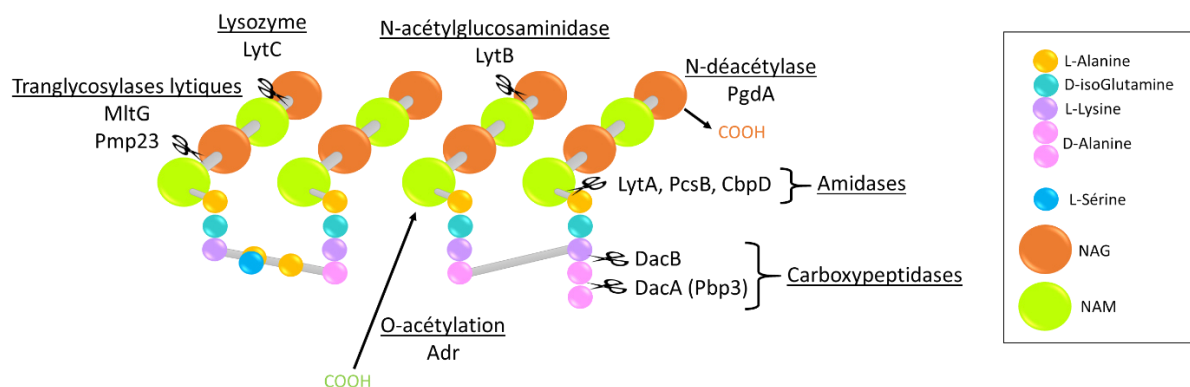 Lysozyme
LytC
N-acétylglucosaminidase
LytB
N-déacétylase
PgdA
COOH
Tranglycosylases lytiques
MltG
Pmp23
LytA, PcsB, CbpD
Amidases
DacB
DacA (Pbp3)
Carboxypeptidases
O-acétylation
Adr
COOH
L-Alanine
D-isoGlutamine
L-Lysine
D-Alanine
L-Sérine
NAG
NAM